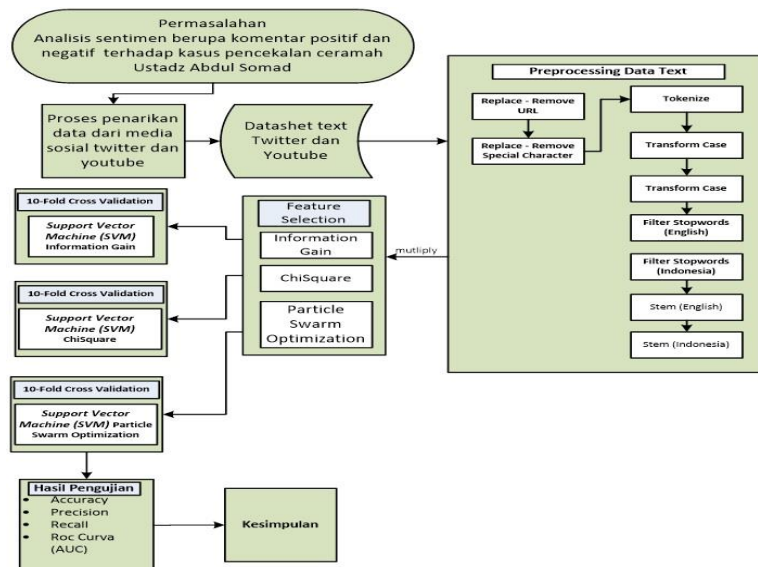 Permasalahan
Analisis sentimen berupa komentar positif dan
negatif terhadap kasus pencekalan ceramah
Ustadz Abdul Somad
Proses penarikan
data dari media
sosial twitter dan
youtube
Datashet text
Twitter dan
Youtube
Preprocessing Data Text
Replace - Remove
URL
Replace - Remove
Special Character
Tokenize
Transform Case
Transform Case
Filter Stopwords
(English)
Filter Stopwords
(Indonesia)
Stem (English)
Stem (Indonesia)
mutliply
Feature
Selection
Information
Gain
ChiSquare
Particle
Swarm
Optimization
10-Fold Cross Validation
Support Vector
Machine (SVM)
Information Gain
10-Fold Cross Validation
Support Vector
Machine (SVM)
ChiSquare
10-Fold Cross Validation
Support Vector
Machine (SVM) Particle
Swarm Optimization
Hasil Pengujian
• Accuracy
• Precision
• Recall
• Roc Curva
(AUC)
Kesimpulan